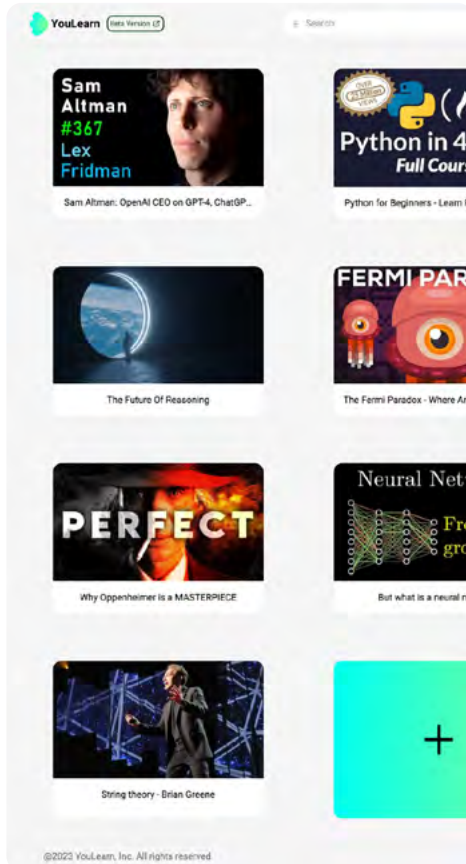 YouLearn Beta Version
Search
Sam
Altman
#367
Lex
Fridman
OVER
VIEWS
Python in 4
Full Cours
Sam Altman: OpenAI CEO on GPT-4, ChatGP..
Python for Beginners - Learn
FERMI PAR
The Future Of Reasoning
The Fermi Paradox - Where Ar
PERFECT
Neural Net
Fro
gro
Why Oppenheimer is a MASTERPIECE
But what is a neural n
String theory - Brian Greene
+
@2023 YouLearn, Inc. All rights reserved